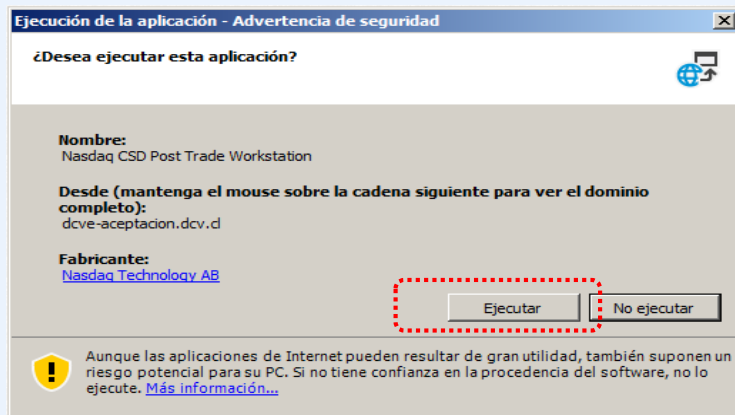 Ejecución de la aplicación - Advertencia de seguridad
¿Desea ejecutar esta aplicación?
Nombre:
Nasdaq CSD Post Trade Workstation
Desde (mantenga el mouse sobre la cadena siguiente para ver el dominio
completo):
dcve-aceptacion.dcv.cl
Fabricante:
Nasdaq Technology AB
Ejecutar
No ejecutar
Aunque las aplicaciones de Internet pueden resultar de gran utilidad, también suponen un
riesgo potencial para su PC. Si no tiene confianza en la procedencia del software, no lo
ejecute. Más información...